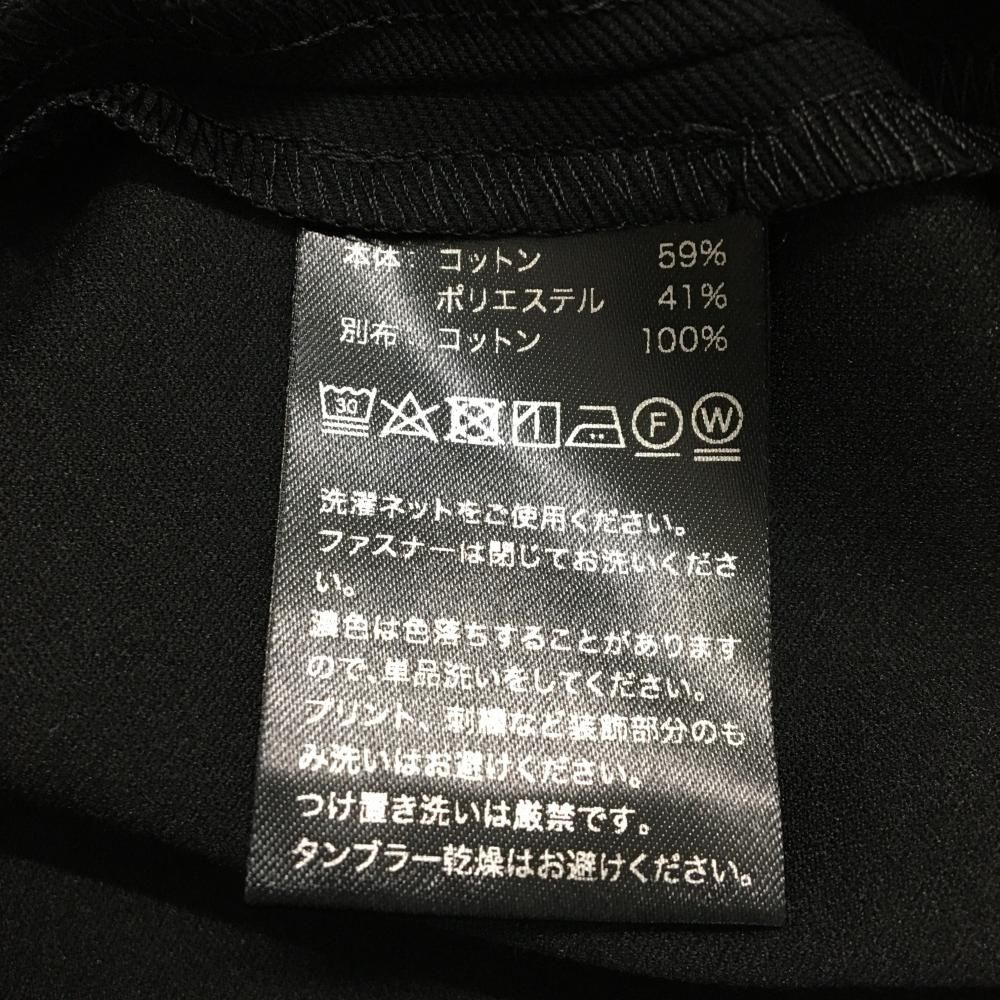 本体 コットン 59%
ポリエステル 41%
別布 コットン 100%
30 F W
洗濯ネットをご使用ください。
ファスナーは閉じてお洗いくださ
い。
濃色は色落ちすることがあります
ので、単品洗いをしてください。
プリント、刺繍など装飾部分のも
み洗いはお避けください。
つけ置き洗いは厳禁です。
タンブラー乾燥はお避けください。